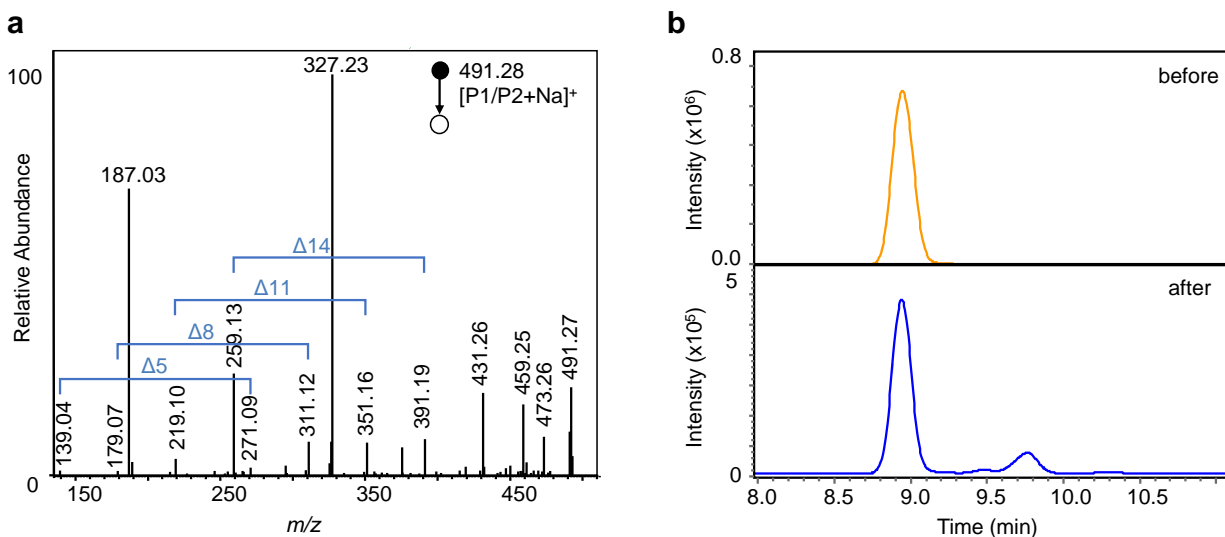 a
Relative Abundance
100
0
327.23
187.03
491.28
[P1/P2+Na]⁺
Δ14
Δ11
Δ8
Δ5
139.04
179.07
219.10
259.13
271.09
311.12
351.16
391.19
431.26
459.25
473.26
491.27
150
250
350
450
m/z
b
Intensity (x10⁶)
0.8
0.0
before
Intensity (x10⁵)
5
0
after
8.0
8.5
9.0
9.5
10.0
10.5
Time (min)